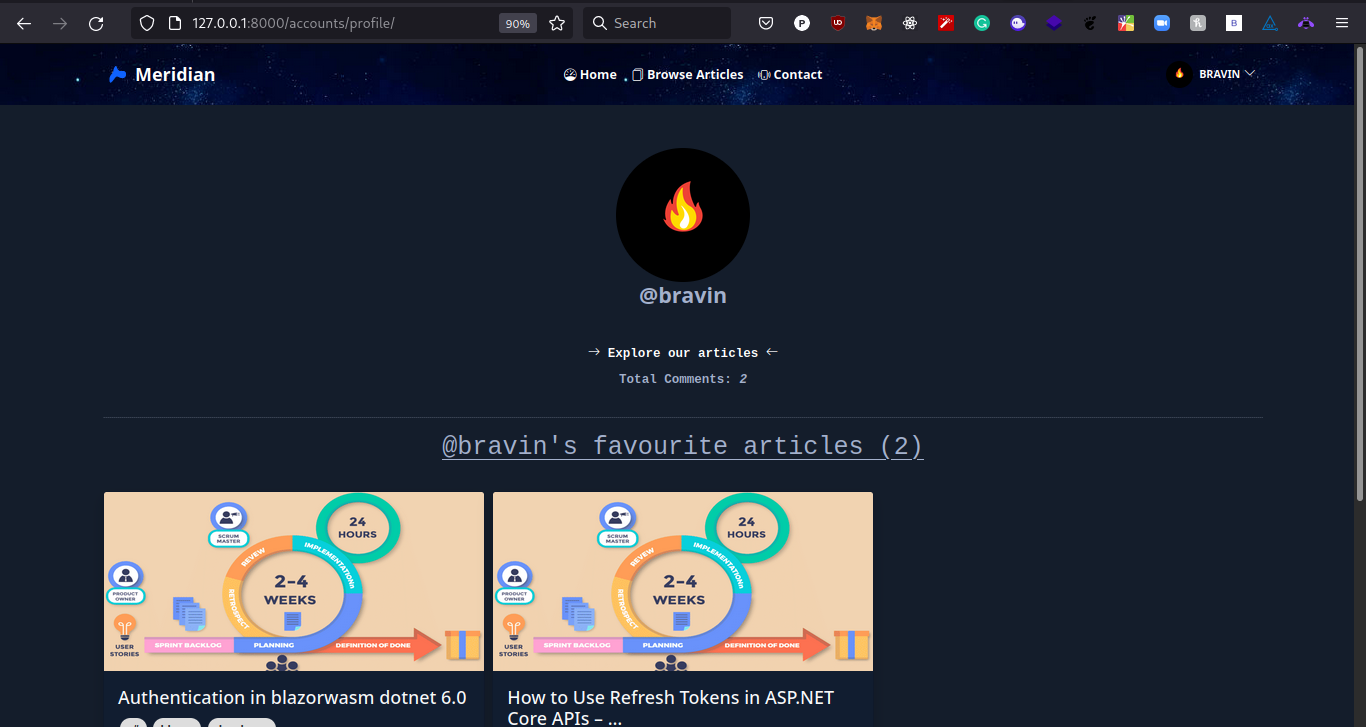 127.0.0.1:8000/accounts/profile/
90%
Search
Meridian
Home
Browse Articles
Contact
BRAVIN
@bravin
→ Explore our articles ←
Total Comments: 2
@bravin's favourite articles (2)
24
HOURS
SCRUM
MASTER
REVIEW
IMPLEMENTATION
PRODUCT
OWNER
2-4
WEEKS
RETROSPECT
USER
STORIES
SPRINT BACKLOG
PLANNING
DEFINITION OF DONE
24
HOURS
SCRUM
MASTER
REVIEW
IMPLEMENTATION
PRODUCT
OWNER
2-4
WEEKS
RETROSPECT
USER
STORIES
SPRINT BACKLOG
PLANNING
DEFINITION OF DONE
Authentication in blazorwasm dotnet 6.0
How to Use Refresh Tokens in ASP.NET
Core APIs – ...